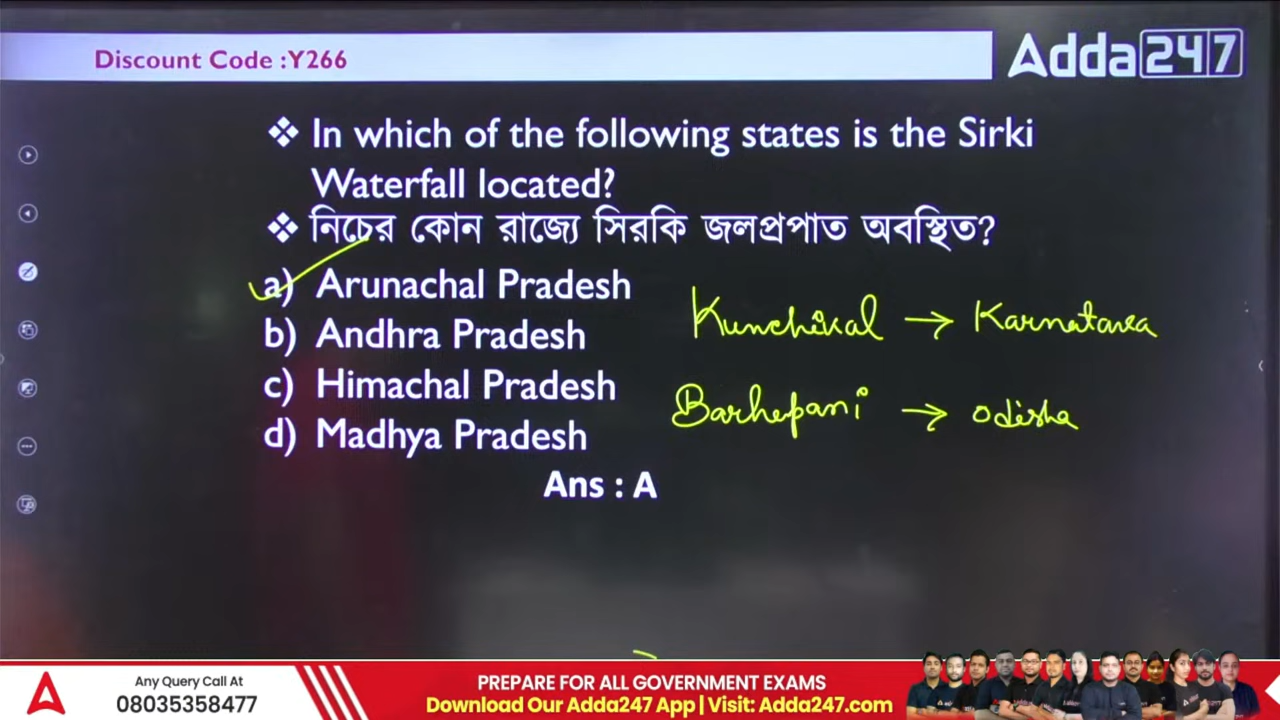 Discount Code :Y266
Adda247
❖ In which of the following states is the Sirki
Waterfall located?
❖ নিচের কোন রাজ্যে সিরকি জলপ্রপাত অবস্থিত?
a) Arunachal Pradesh
b) Andhra Pradesh
c) Himachal Pradesh
d) Madhya Pradesh
Ans : A
Kunchikal → Karnataka
Barhepani → Odisha
Any Query Call At
08035358477
PREPARE FOR ALL GOVERNMENT EXAMS
Download Our Adda247 App | Visit: Adda247.com